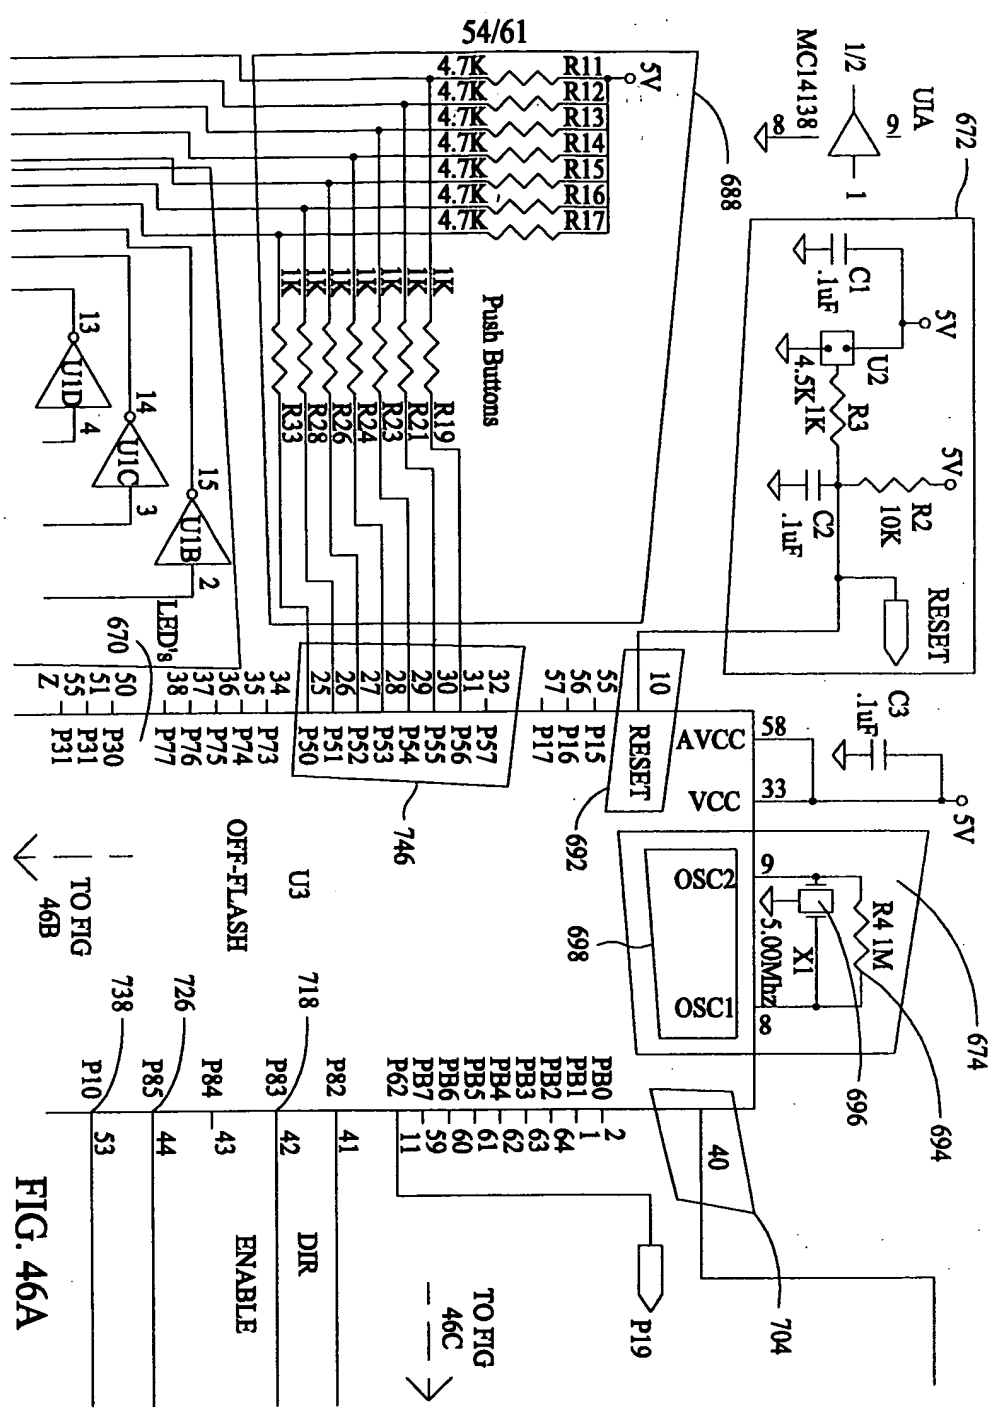 54/61
5V
4.7K R11
4.7K R12
4.7K R13
4.7K R14
4.7K R15
4.7K R16
4.7K R17
688
1/2
MC14138
UIA
9
8
1
672
5V
C1
.1uF
U2
4.5K
1K
R3
5V
R2
10K
C2
.1uF
RESET
Push Buttons
1K R19
1K R21
1K R23
1K R24
1K R26
1K R28
1K R33
13
U1D
4
14
U1C
3
15
U1B
2
LED's
670
10
RESET
692
55 P15
56 P16
57 P17
32 P57
31 P56
30 P55
29 P54
28 P53
27 P52
26 P51
25 P50
746
34 P73
35 P74
36 P75
37 P76
38 P77
50 P30
51 P31
55 P31
Z
C3
.1uF
5V
58
AVCC
33
VCC
9
OSC2
OSC1
8
5.00Mhz
X1
R4 1M
698
696
694
674
U3
OFF-FLASH
TO FIG
46B
40
704
PB0 2
PB1 1
PB2 64
PB3 63
PB4 62
PB5 61
PB6 60
PB7 59
P62 11
P19
P82 41
DIR
718
P83 42
ENABLE
P84 43
726
P85 44
738
P10 53
TO FIG
46C
FIG. 46A